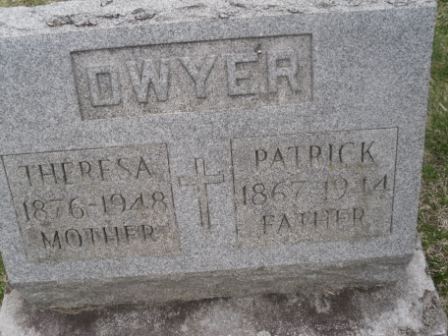 DWYER
THERESA
1876-1948
MOTHER
PATRICK
1867-1944
FATHER